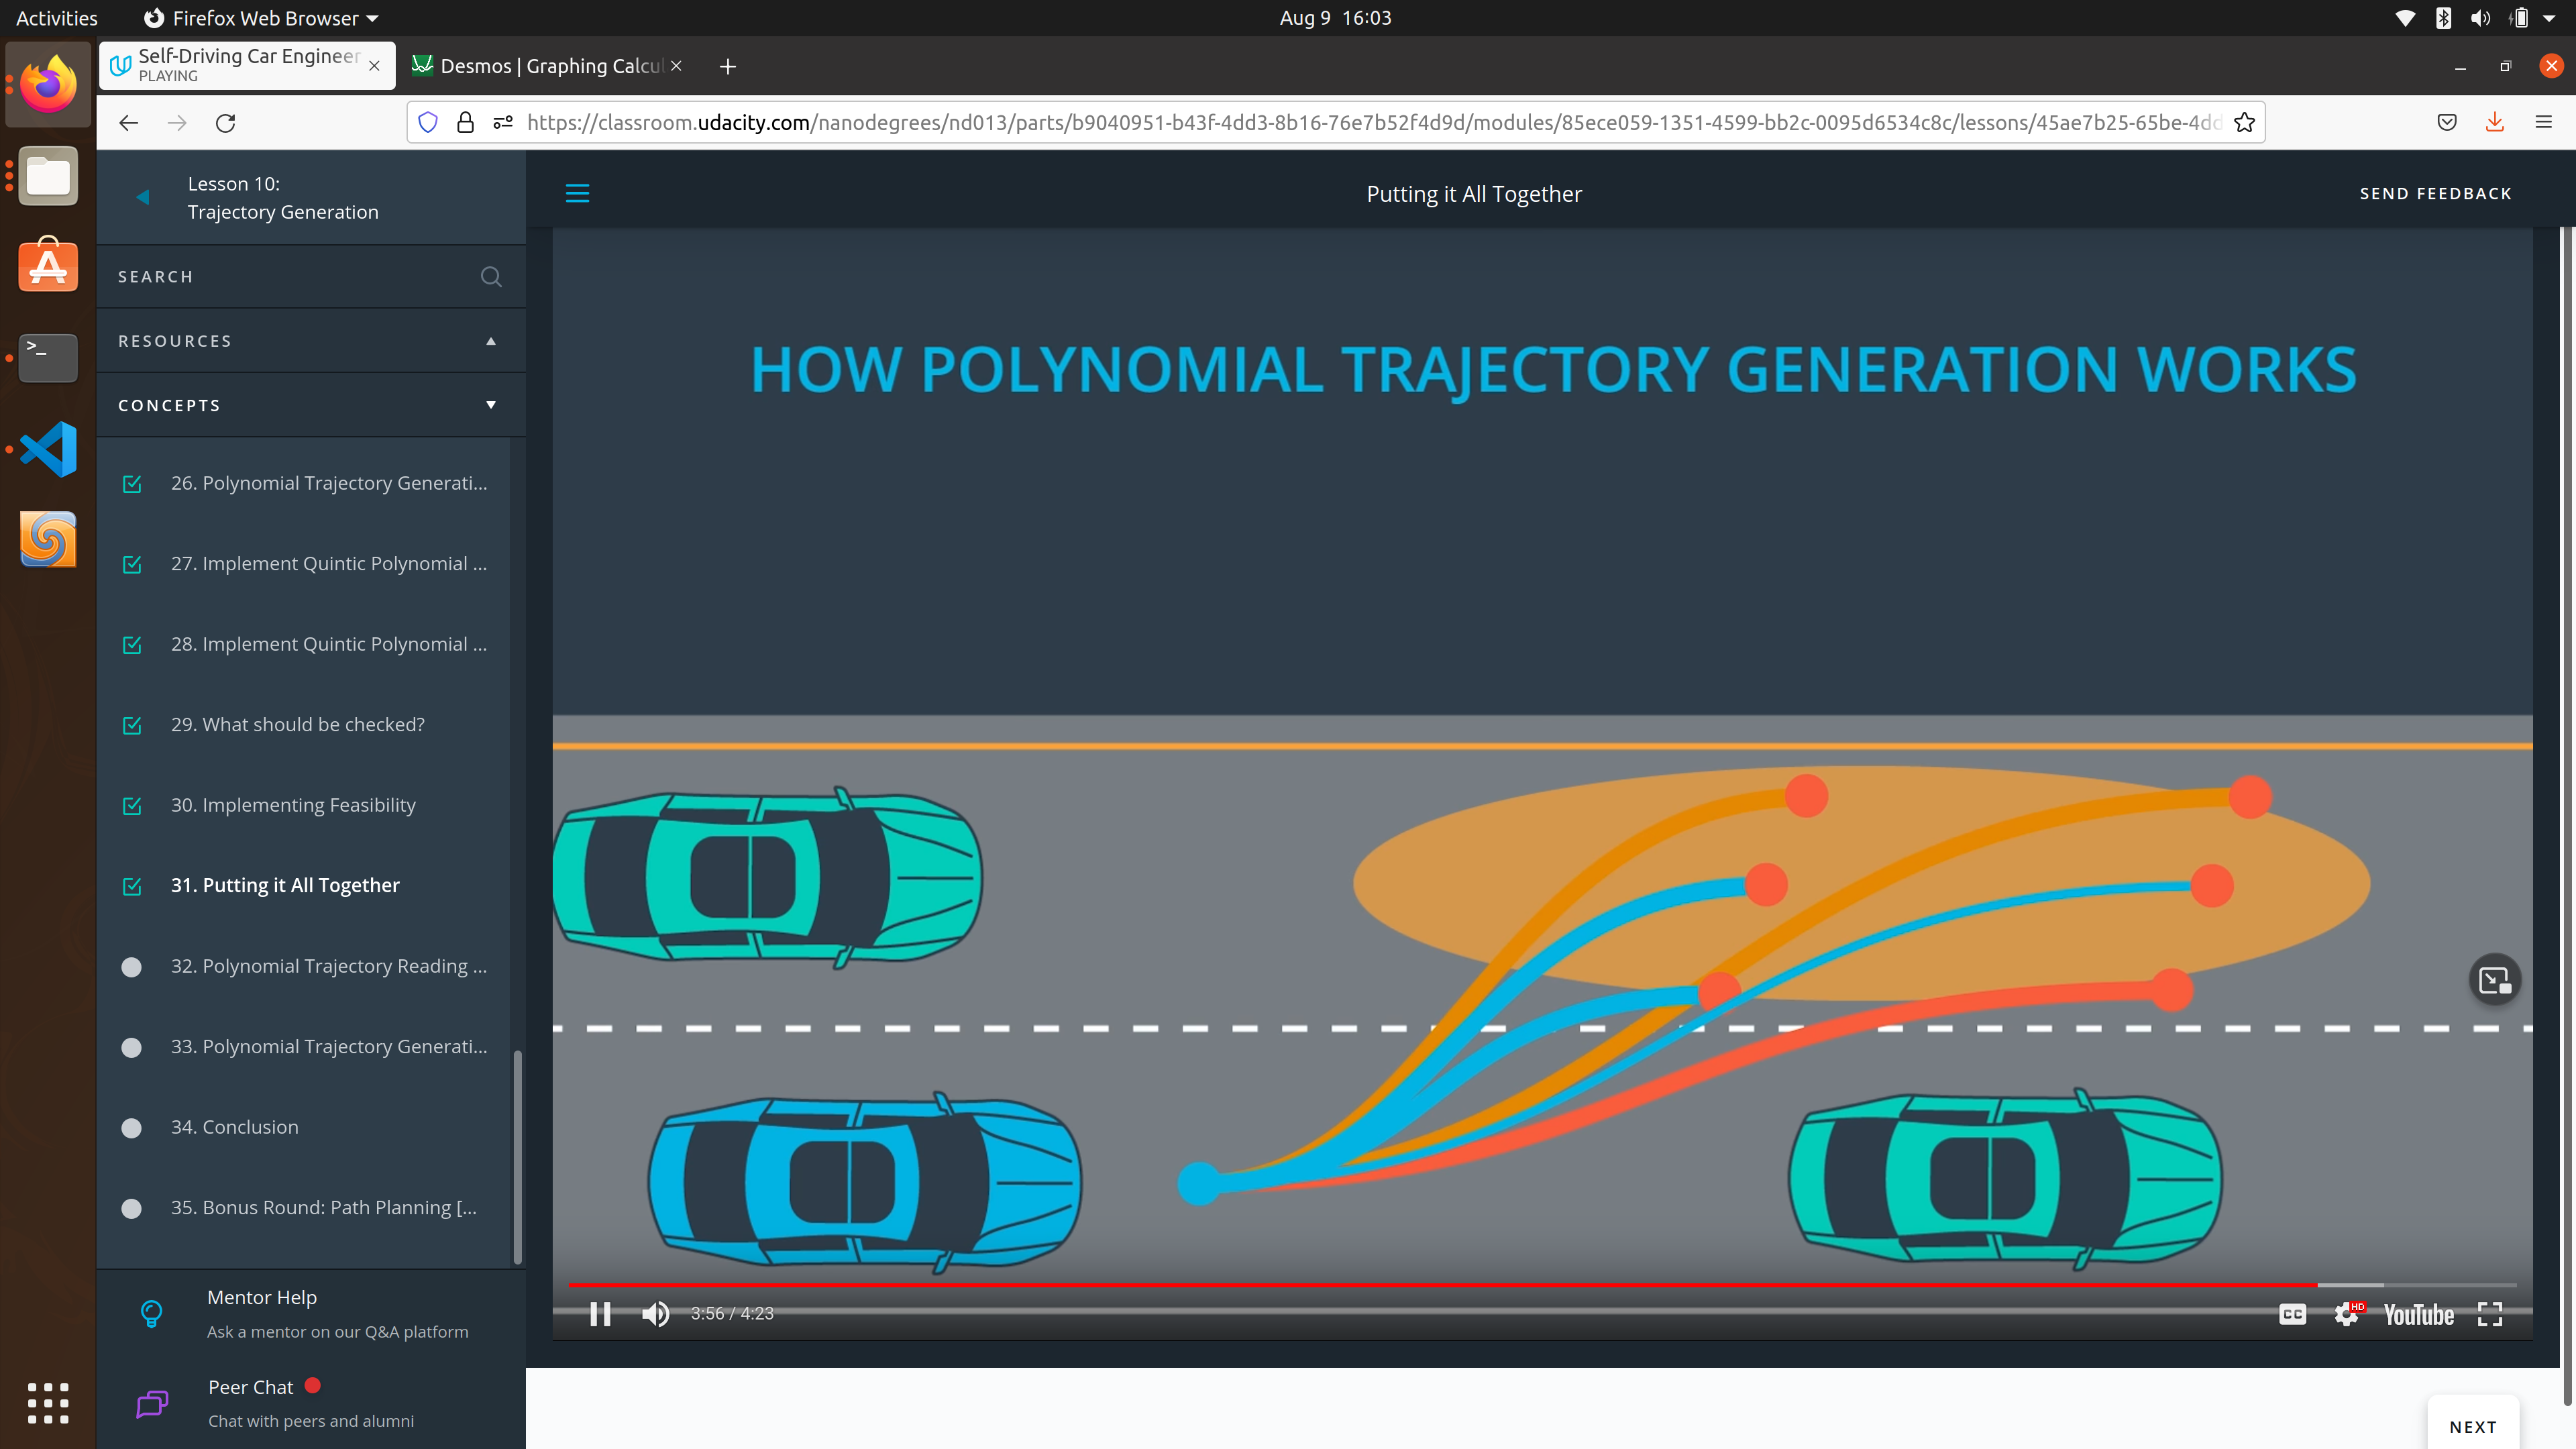 Activities
Firefox Web Browser
Aug 9 16:03
Self-Driving Car Engineer
PLAYING
Desmos | Graphing Calcul
https://classroom.udacity.com/nanodegrees/nd013/parts/b9040951-b43f-4dd3-8b16-76e7b52f4d9d/modules/85ece059-1351-4599-bb2c-0095d6534c8c/lessons/45ae7b25-65be-4dd
Lesson 10:
Trajectory Generation
Putting it All Together
SEND FEEDBACK
SEARCH
RESOURCES
CONCEPTS
26. Polynomial Trajectory Generati...
27. Implement Quintic Polynomial ...
28. Implement Quintic Polynomial ...
29. What should be checked?
30. Implementing Feasibility
31. Putting it All Together
32. Polynomial Trajectory Reading ...
33. Polynomial Trajectory Generati...
34. Conclusion
35. Bonus Round: Path Planning [...
Mentor Help
Ask a mentor on our Q&A platform
Peer Chat
Chat with peers and alumni
HOW POLYNOMIAL TRAJECTORY GENERATION WORKS
3:56 / 4:23
CC
HD
YouTube
NEXT